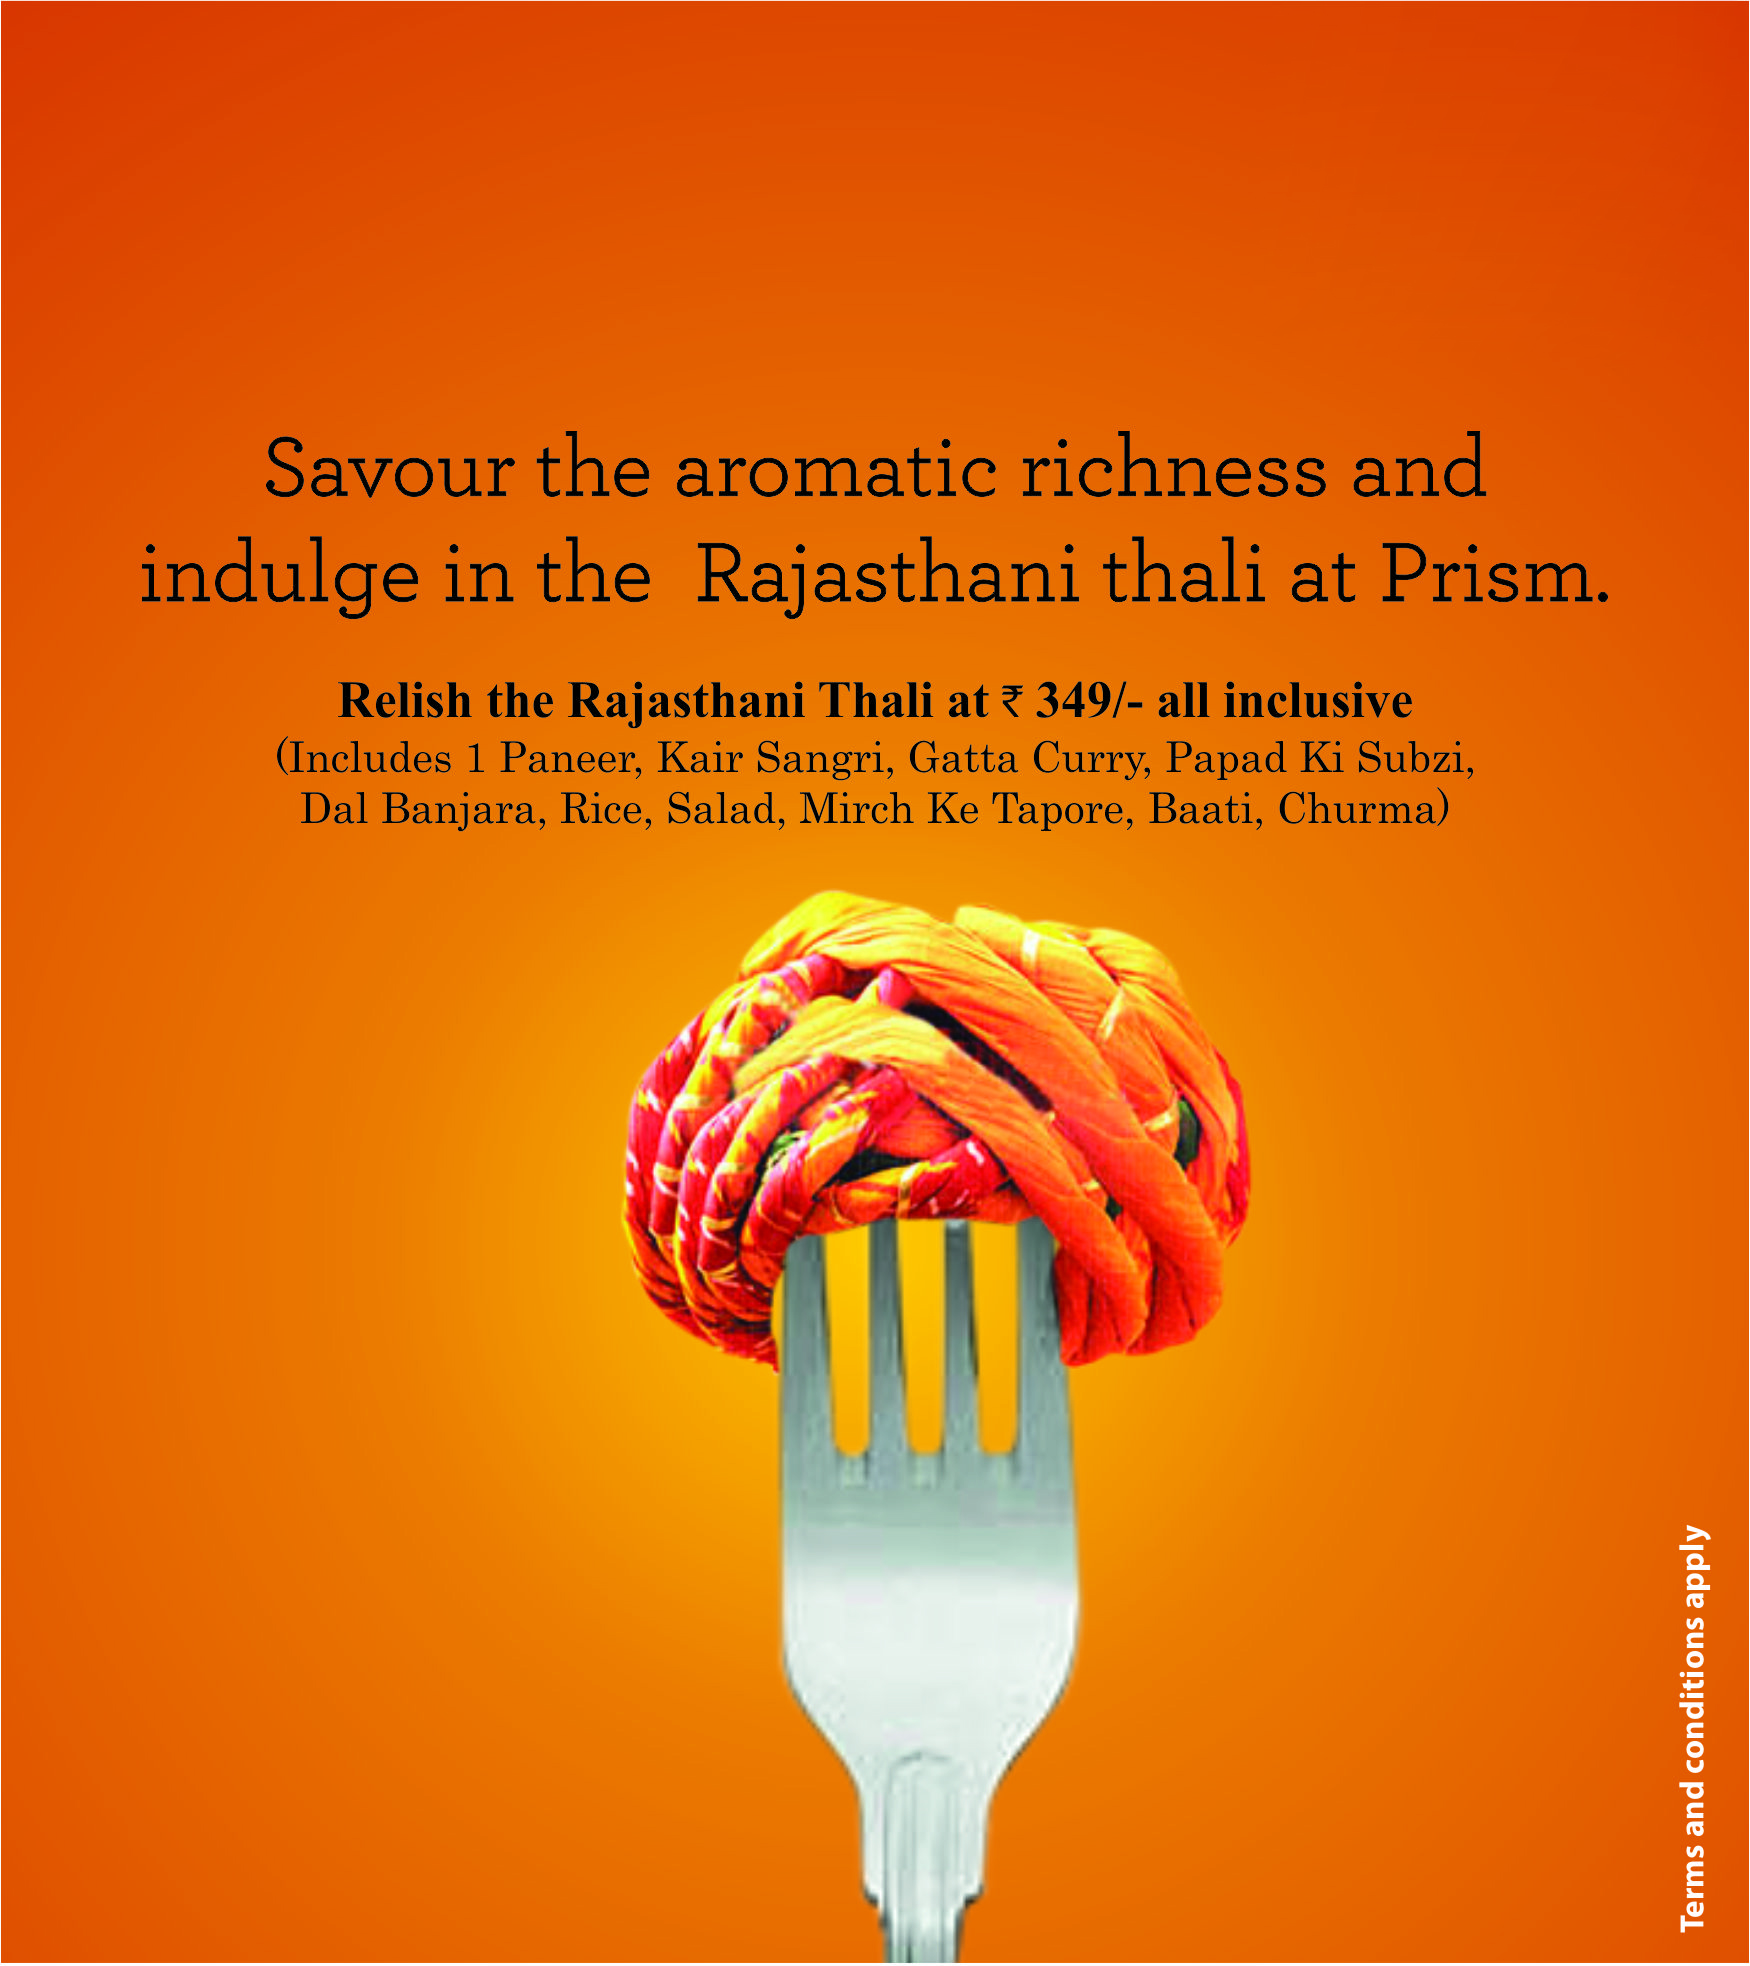 Savour the aromatic richness and
indulge in the Rajasthani thali at Prism.
Relish the Rajasthani Thali at ₹ 349/- all inclusive
(Includes 1 Paneer, Kair Sangri, Gatta Curry, Papad Ki Subzi,
Dal Banjara, Rice, Salad, Mirch Ke Tapore, Baati, Churma)
Terms and conditions apply